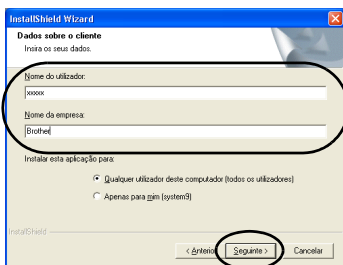 InstallShield Wizard
Dados sobre o cliente
Insira os seus dados.
Nome do utilizador:
xxxxx
Nome da empresa:
Brother
Instalar esta aplicação para:
Qualquer utilizador deste computador (todos os utilizadores)
Apenas para mim (system9)
InstallShield
< Anterior
Seguinte >
Cancelar